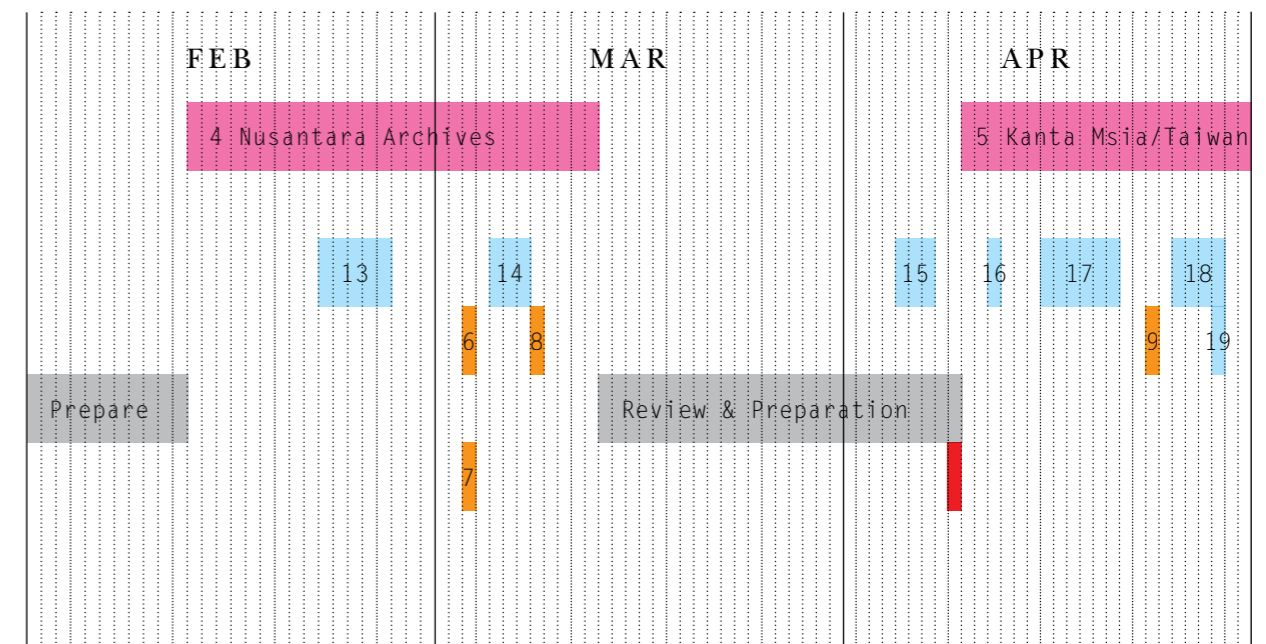 FEB MAR APR
4 Nusantara Archives 5 Kanta Msia/Taiwan
13 14 15 16 17 18
6 8 9 19
Prepare Review & Preparation
7